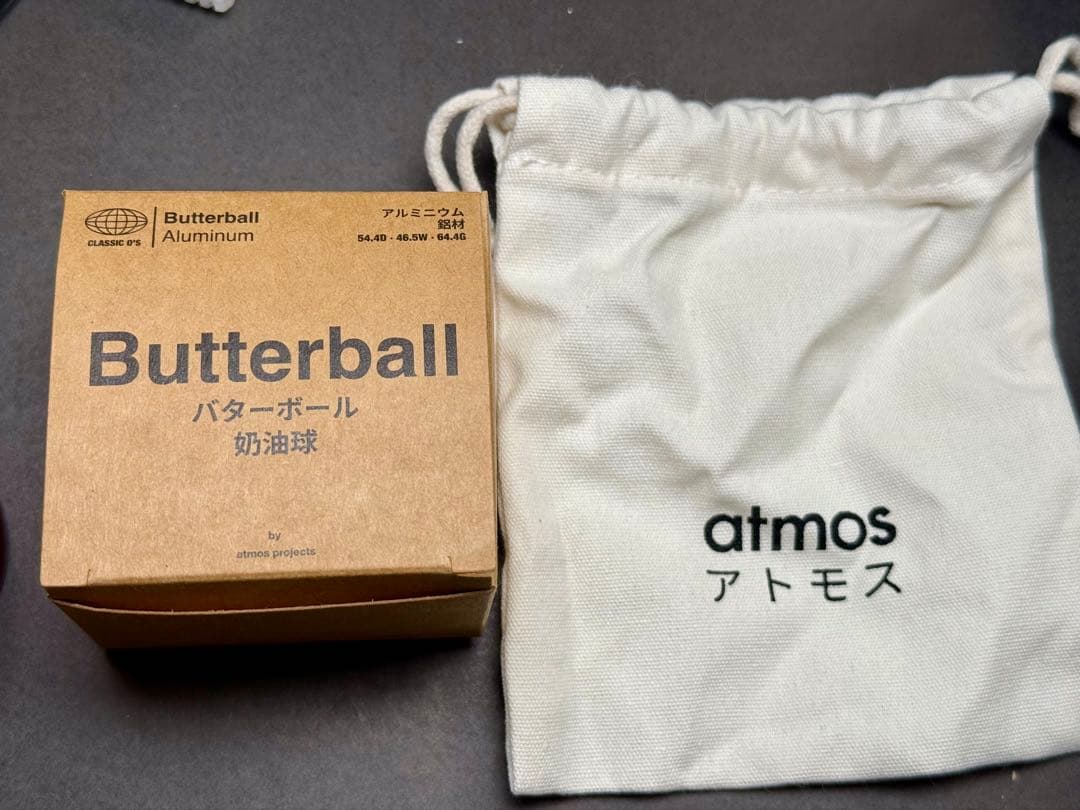 CLASSIC O'S
Butterball
Aluminum
アルミニウム
鋁材
54.4D · 46.5W · 64.4G
Butterball
バターボール
奶油球
by
atmos projects
atmos
アトモス